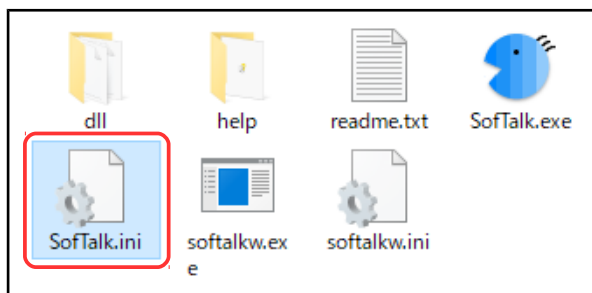 dll
help
readme.txt
SofTalk.exe
SofTalk.ini
softalkw.ex
e
softalkw.ini